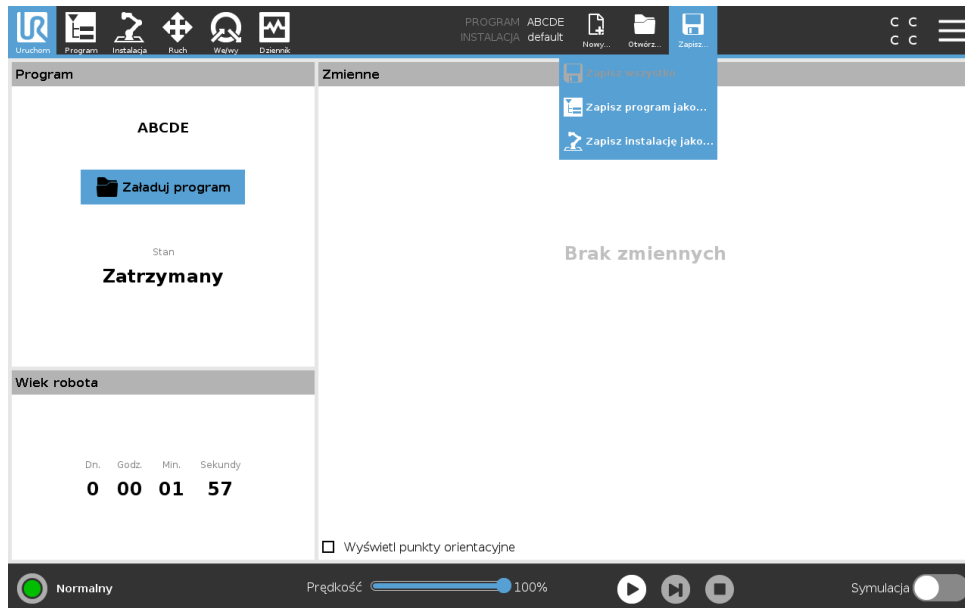 PROGRAM ABCDE
INSTALACJA default
C C
C C
Uruchom Program Instalacja Ruch We/wy Dziennik
Nowy... Otwórz... Zapisz...
Program
Zmienne
Zapisz wszystko
Zapisz program jako...
Zapisz instalację jako...
ABCDE
Załaduj program
Stan
Zatrzymany
Brak zmiennych
Wiek robota
Dn. Godz. Min. Sekundy
0 00 01 57
Wyświetl punkty orientacyjne
Normalny
Prędkość 100%
Symulacja